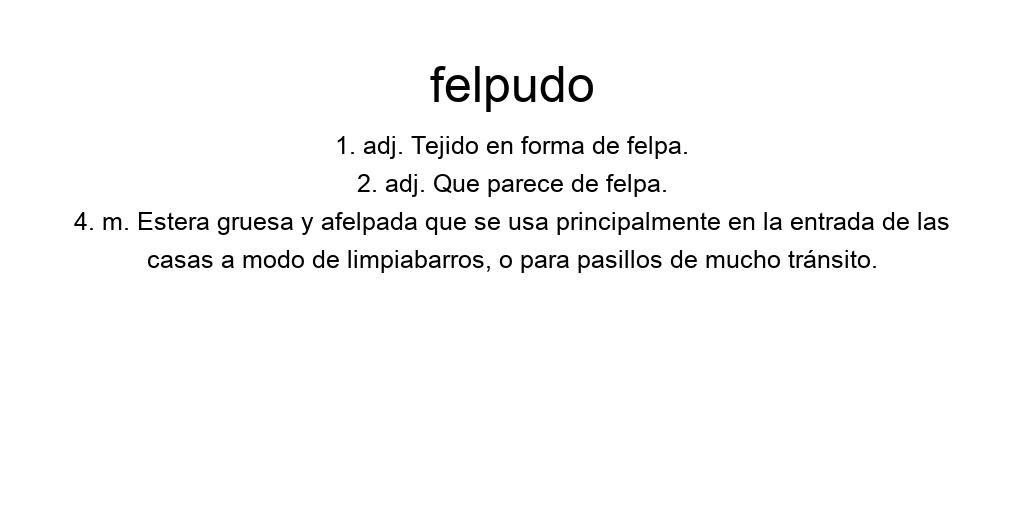 felpudo
1. adj. Tejido en forma de felpa.
2. adj. Que parece de felpa.
4. m. Estera gruesa y afelpada que se usa principalmente en la entrada de las
casas a modo de limpiabarros, o para pasillos de mucho tránsito.